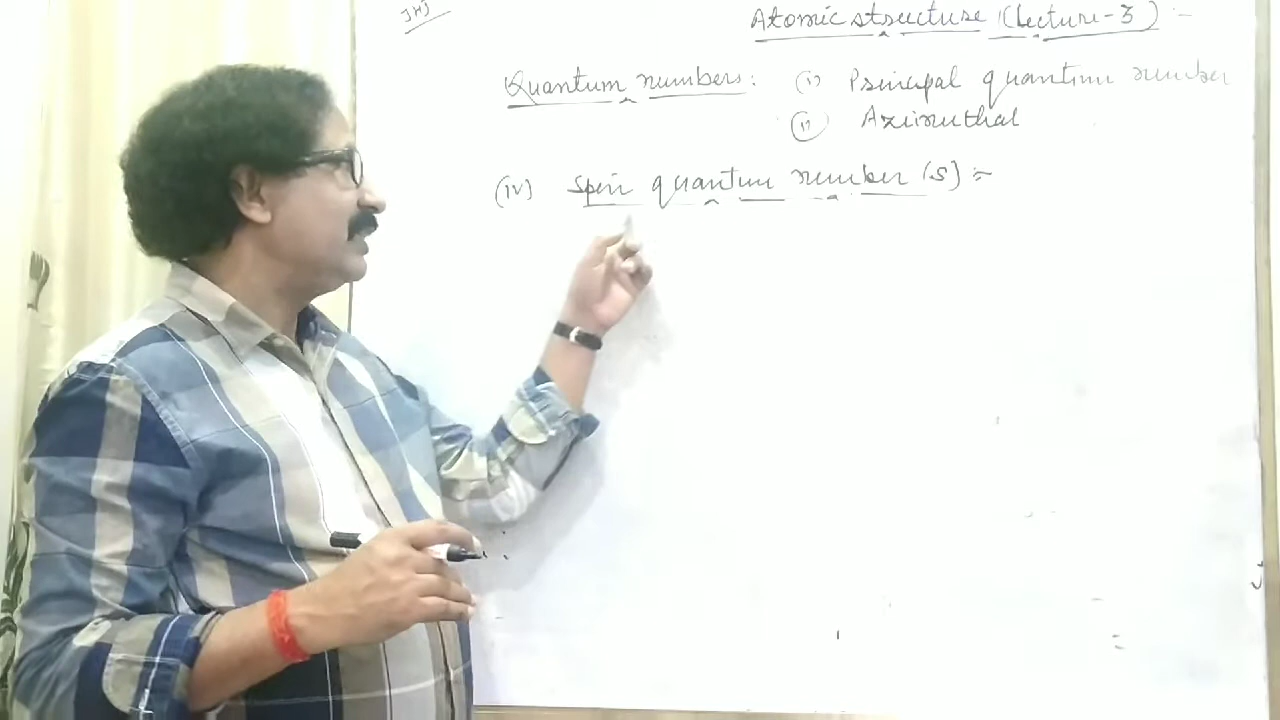 JHJ
Atomic structure (Lecture-3) :-
Quantum numbers: (i) Principal quantum number
(ii) Azimuthal
(iv) Spin quantum number (s) :-